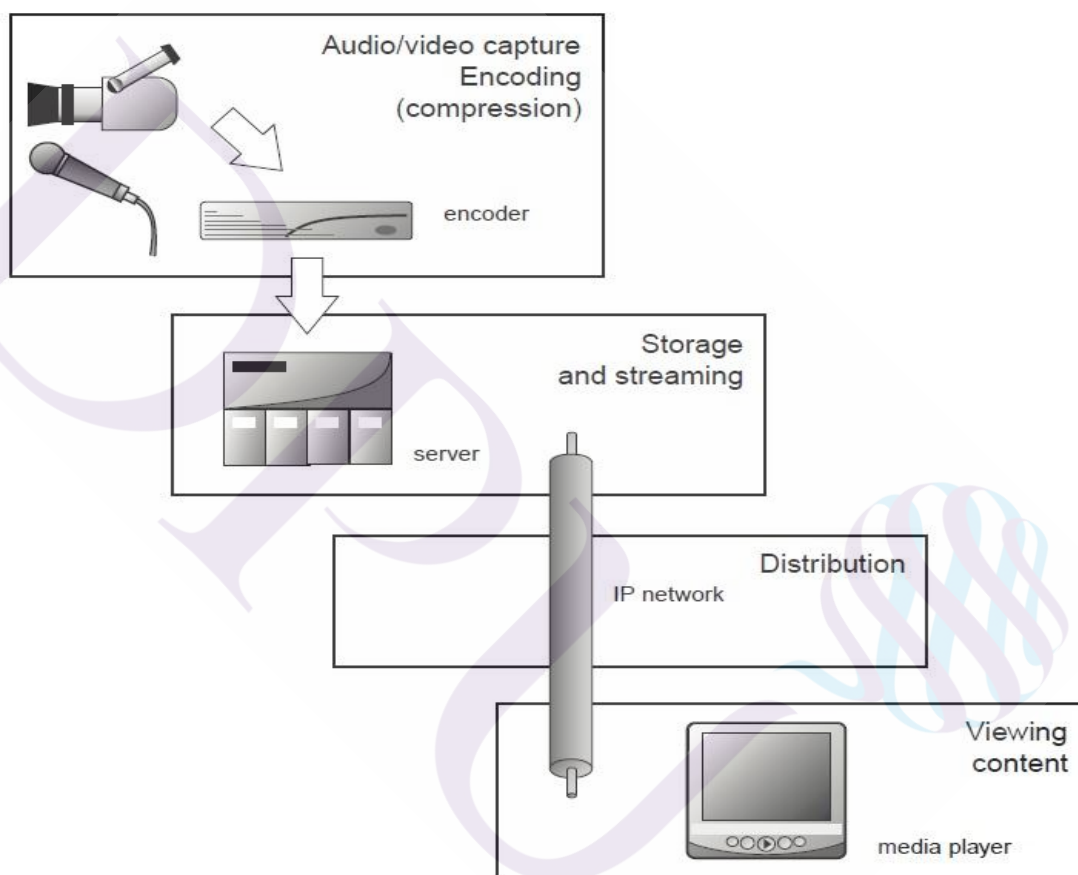 Audio/video capture
Encoding
(compression)
encoder
Storage
and streaming
server
Distribution
IP network
Viewing
content
media player